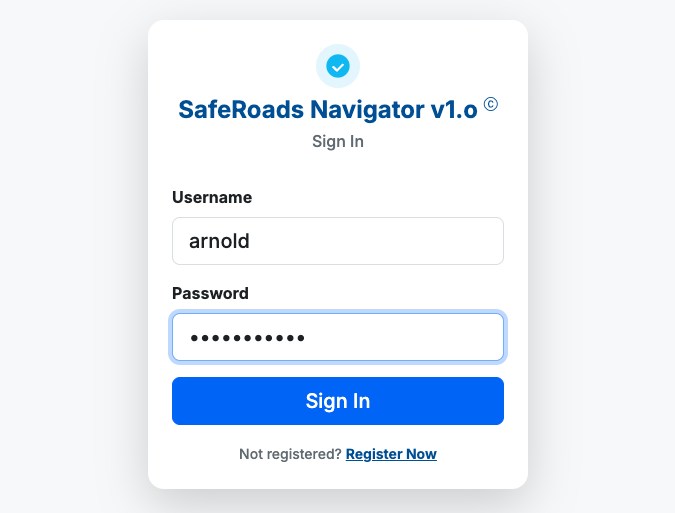 SafeRoads Navigator v1.o ©
Sign In
Username
arnold
Password
•••••••••••
Sign In
Not registered? Register Now